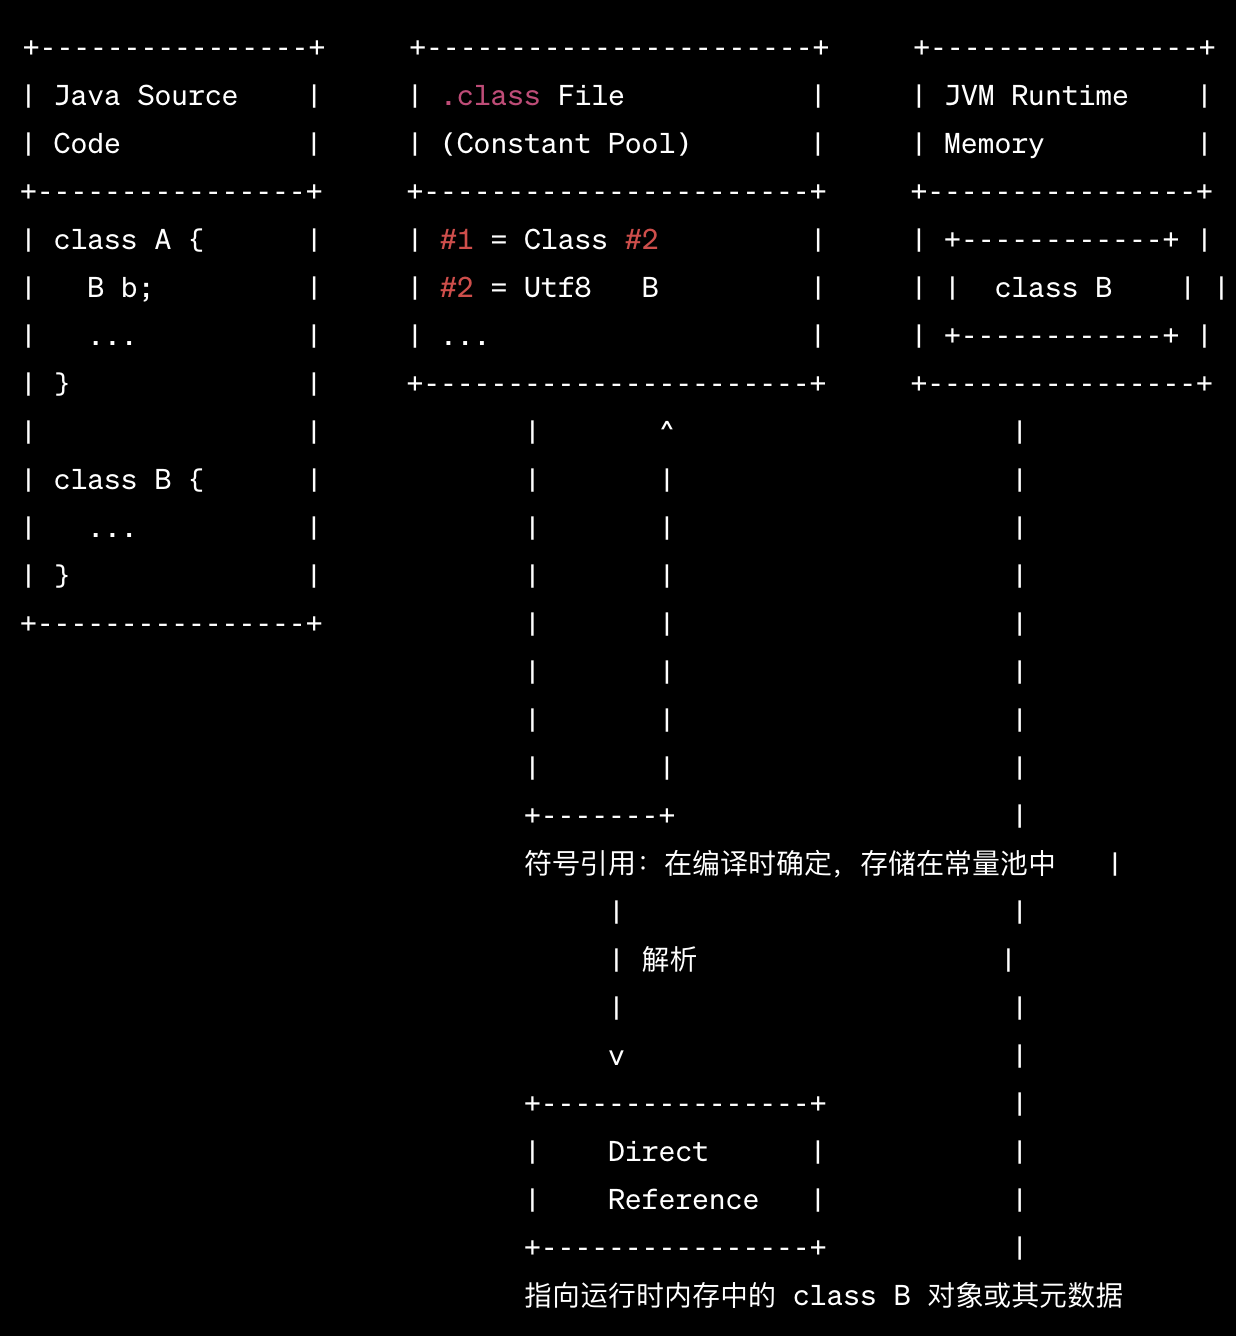 +----------------+     +-----------------------+     +----------------+
| Java Source    |     | .class File           |     | JVM Runtime    |
| Code           |     | (Constant Pool)       |     | Memory         |
+----------------+     +-----------------------+     +----------------+
| class A {      |     | #1 = Class #2         |     | +------------+ |
|   B b;         |     | #2 = Utf8   B         |     | |  class B    | |
|   ...          |     | ...                   |     | +------------+ |
| }              |     +-----------------------+     +----------------+
|                |            |       ^                    |
| class B {      |            |       |                    |
|   ...          |            |       |                    |
| }              |            |       |                    |
+----------------+            |       |                    |
                              |       |                    |
                              |       |                    |
                              |       |                    |
                              +-------+                    |
                              符号引用：在编译时确定，存储在常量池中   |
                                   |                       |
                                   | 解析                  |
                                   |                       |
                                   v                       |
                              +----------------+           |
                              |    Direct      |           |
                              |    Reference   |           |
                              +----------------+           |
                              指向运行时内存中的 class B 对象或其元数据